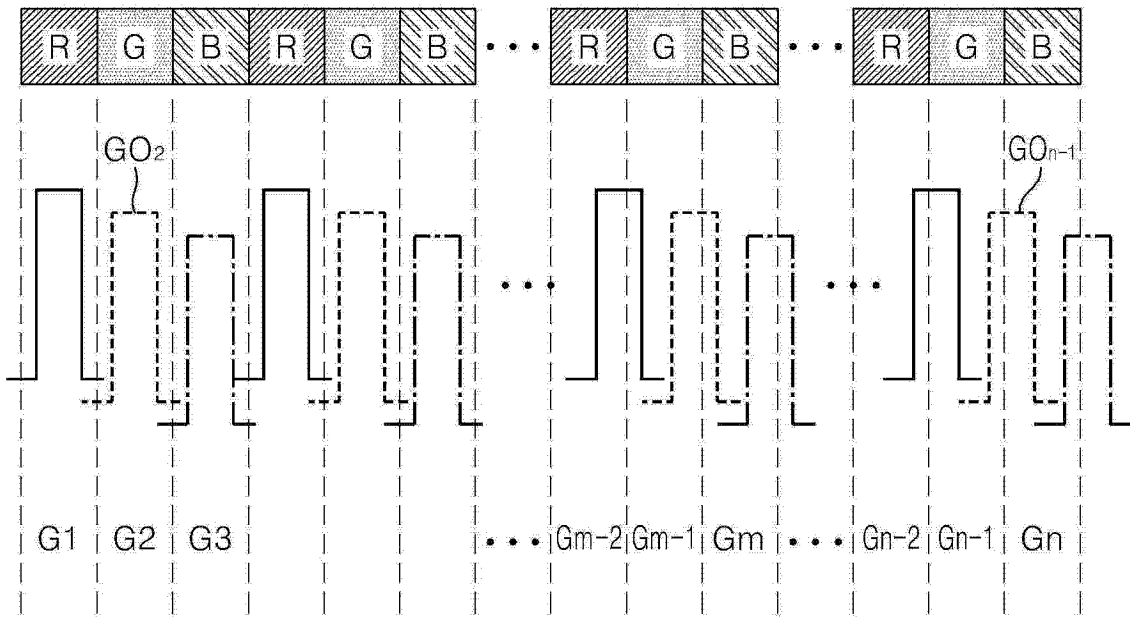 R G B R G B ... R G B ... R G B
GO₂ GOₙ₋₁
... ...
G1 G2 G3 ... Gm-2 Gm-1 Gm ... Gn-2 Gn-1 Gn